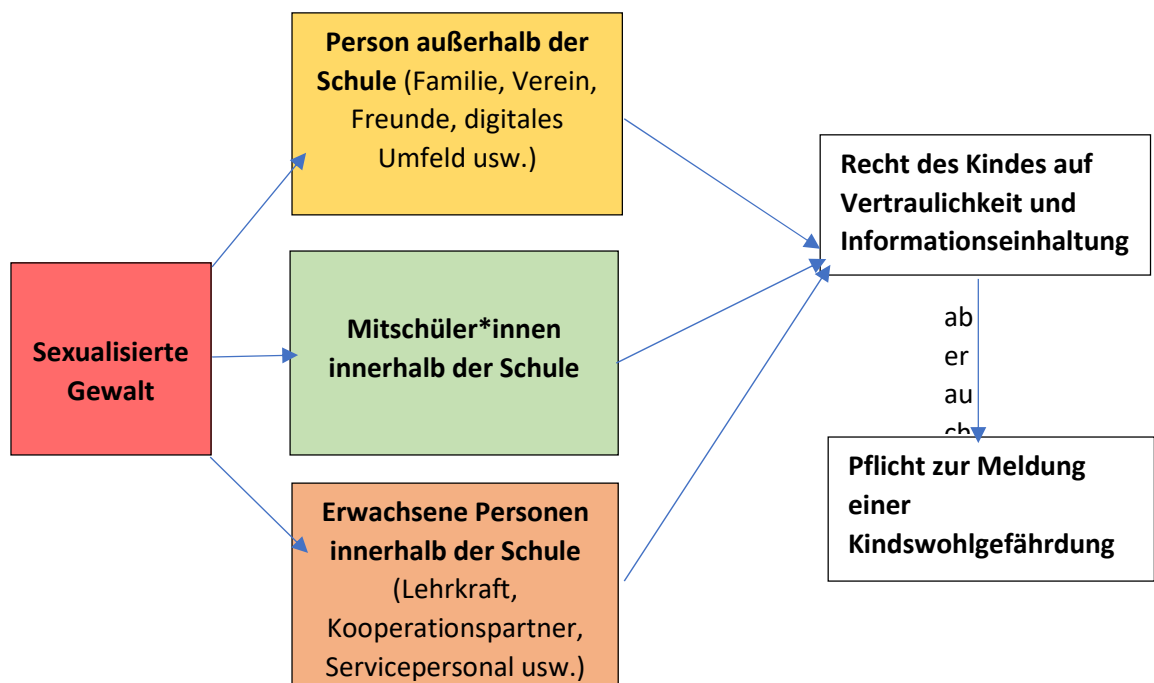 Person außerhalb der
Schule (Familie, Verein,
Freunde, digitales
Umfeld usw.)
Recht des Kindes auf
Vertraulichkeit und
Informationseinhaltung
Sexualisierte
Gewalt
Mitschüler*innen
innerhalb der Schule
ab
er
au
ch
Pflicht zur Meldung
einer
Kindswohlgefährdung
Erwachsene Personen
innerhalb der Schule
(Lehrkraft,
Kooperationspartner,
Servicepersonal usw.)